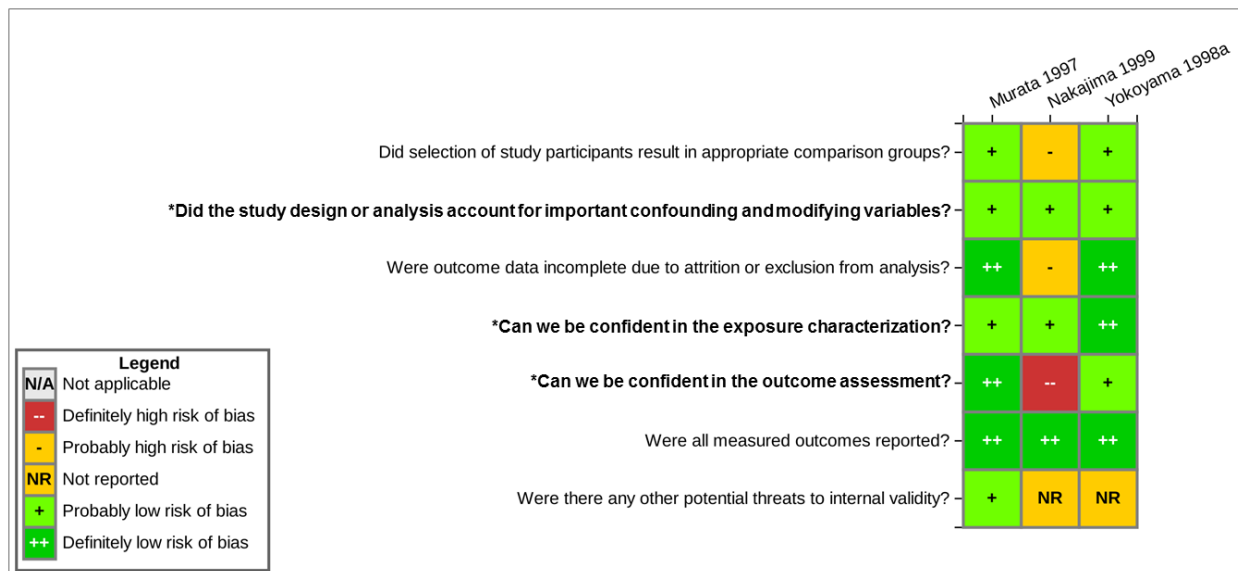 Murata 1997
Nakajima 1999
Yokoyama 1998a
Did selection of study participants result in appropriate comparison groups? + - +
*Did the study design or analysis account for important confounding and modifying variables? + + +
Were outcome data incomplete due to attrition or exclusion from analysis? ++ - ++
*Can we be confident in the exposure characterization? + + ++
*Can we be confident in the outcome assessment? ++ -- +
Were all measured outcomes reported? ++ ++ ++
Were there any other potential threats to internal validity? + NR NR
Legend
N/A Not applicable
-- Definitely high risk of bias
- Probably high risk of bias
NR Not reported
+ Probably low risk of bias
++ Definitely low risk of bias